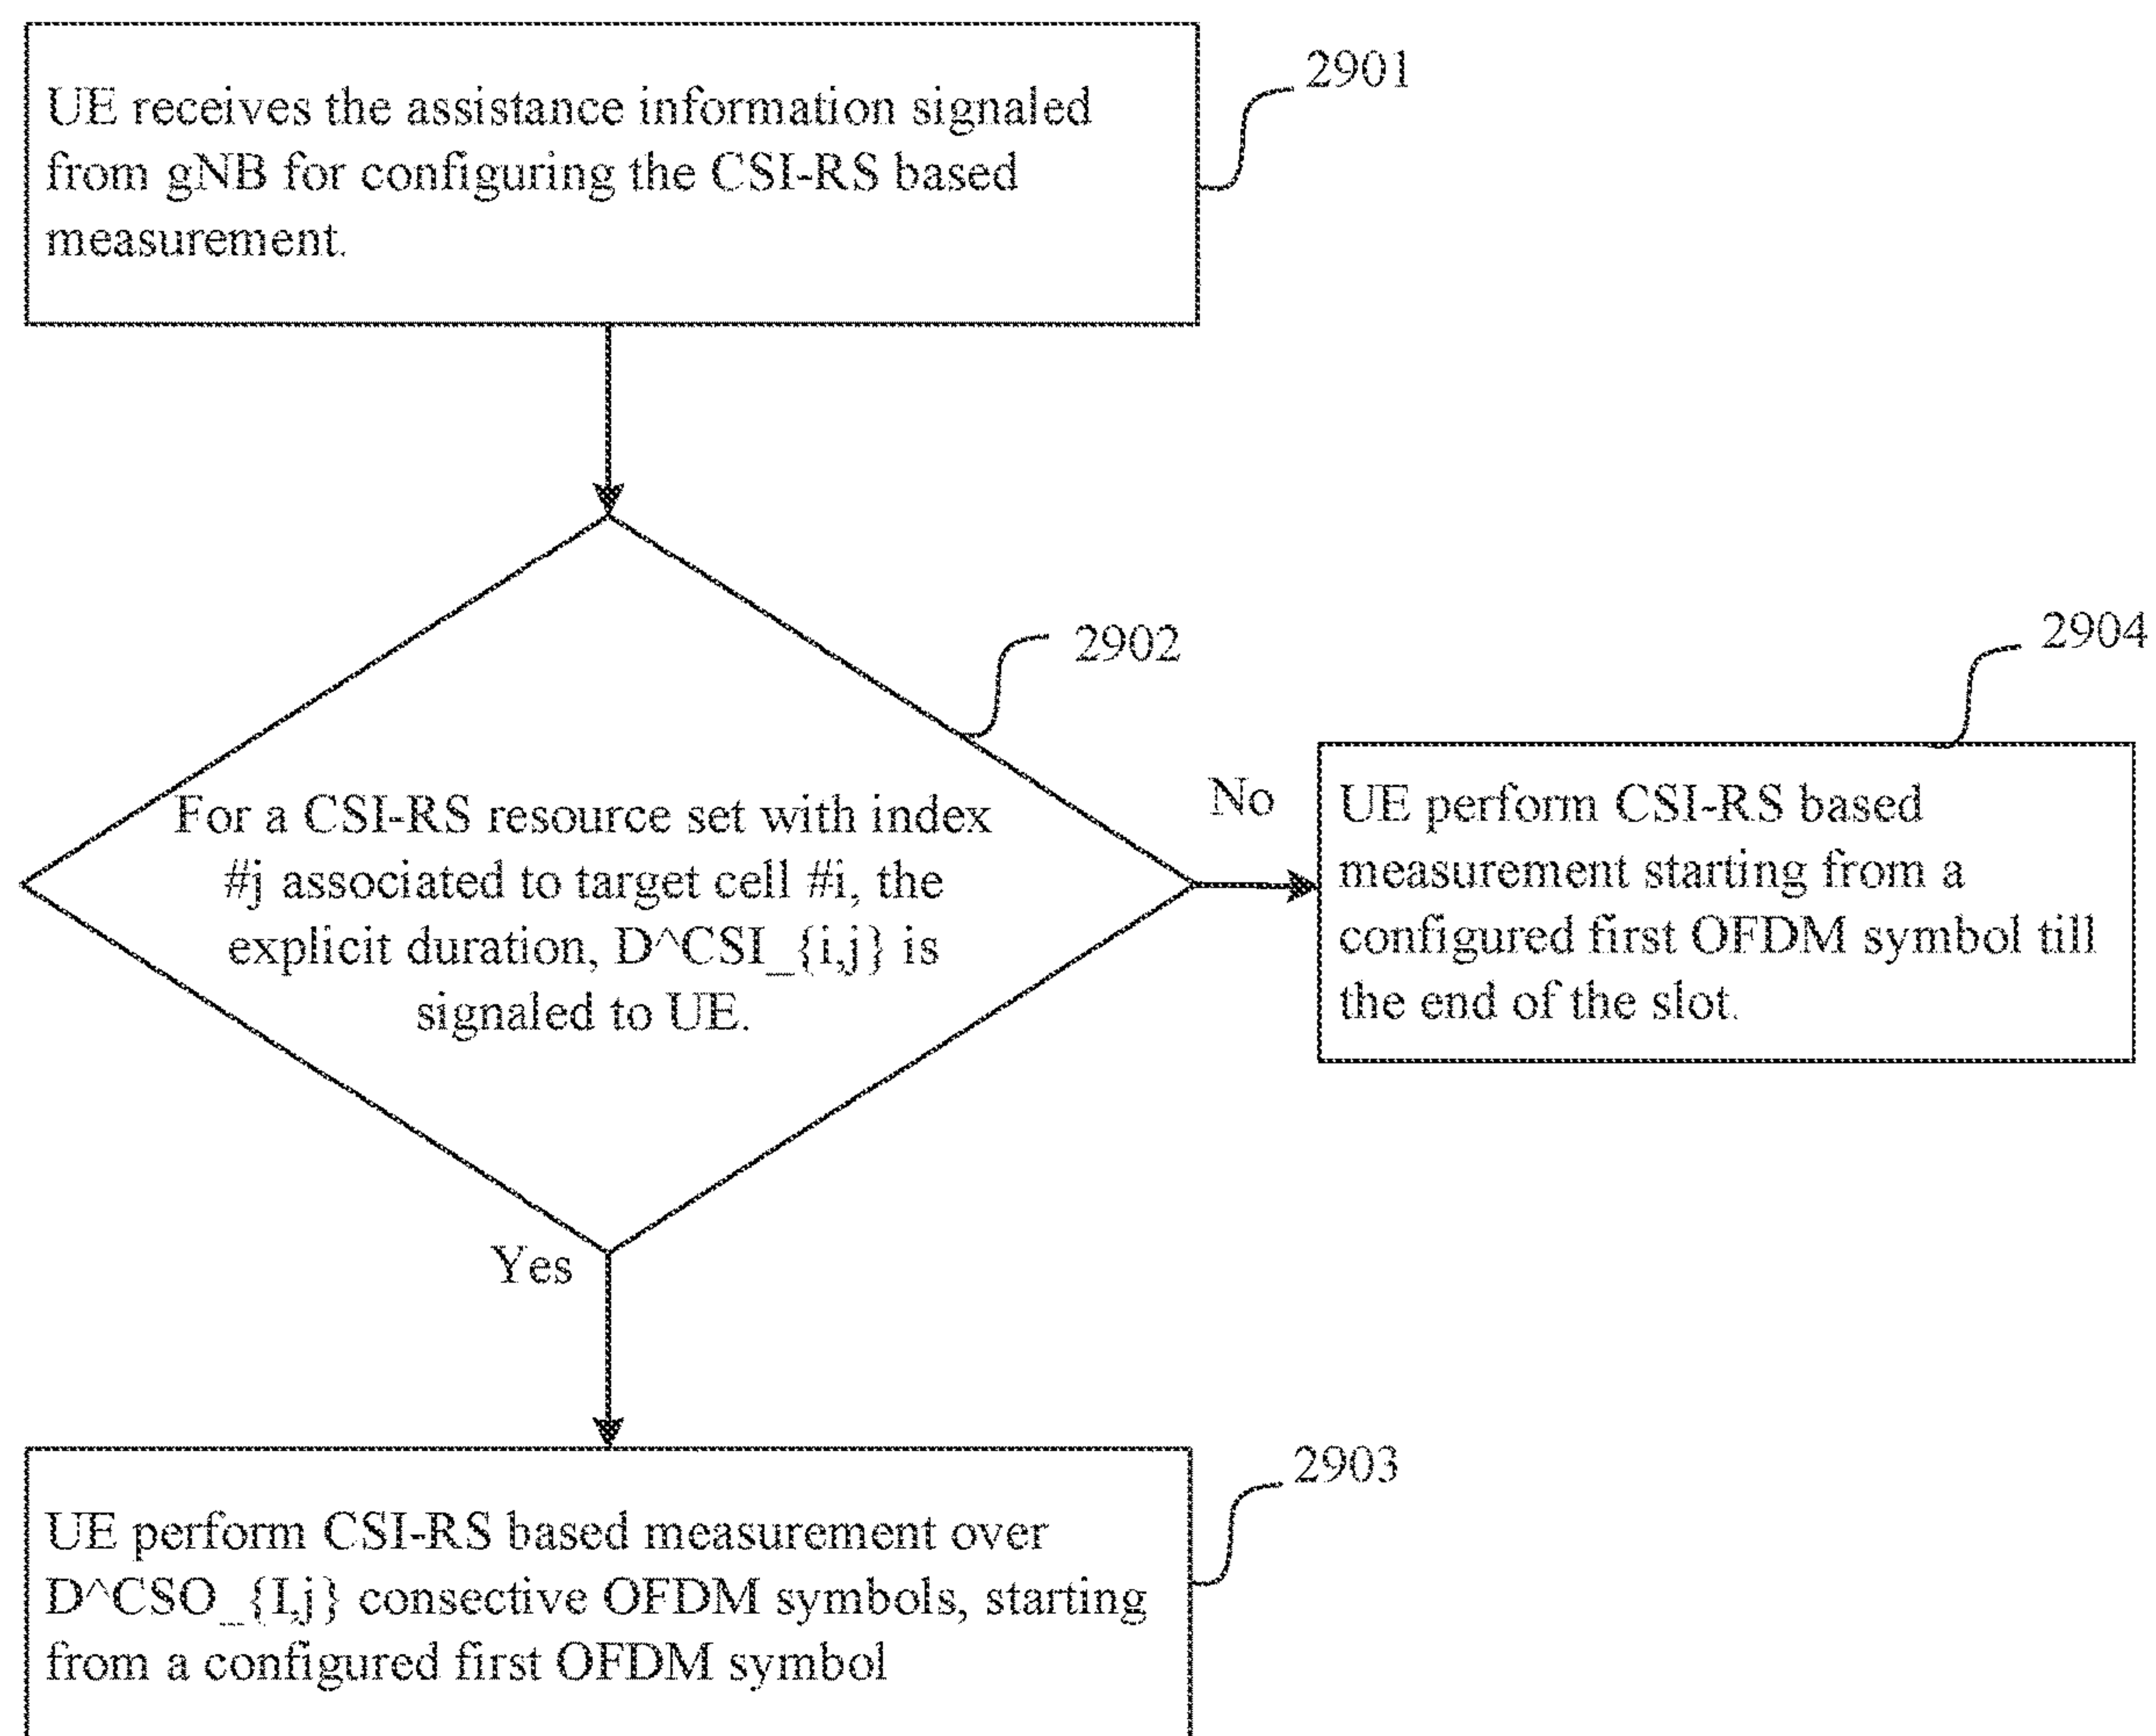 UE receives the assistance information signaled
from gNB for configuring the CSI-RS based
measurement.
2901
2902
For a CSI-RS resource set with index
#j associated to target cell #i, the
explicit duration, D^CSI_{i,j} is
signaled to UE.
No
2904
UE perform CSI-RS based
measurement starting from a
configured first OFDM symbol till
the end of the slot.
Yes
2903
UE perform CSI-RS based measurement over
D^CSO_{I,j} consective OFDM symbols, starting
from a configured first OFDM symbol